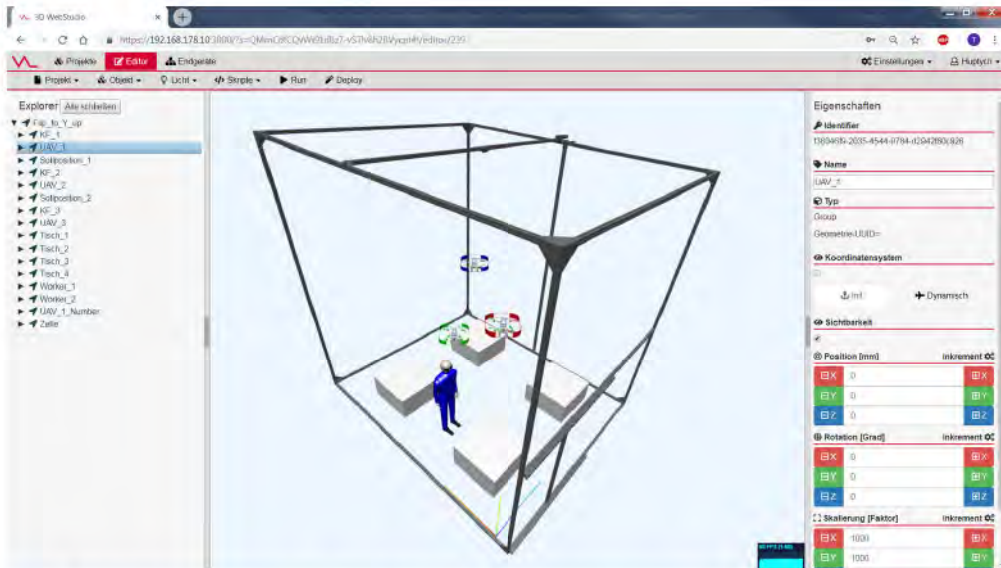 3D WebStudio
Projekte
Editor
Endgeräte
Einstellungen
Huptych
Projekt
Objekt
Licht
Skripte
Run
Deploy
Explorer
Alle schließen
Flip_to_Y_up
KF_1
UAV_1
Sollposition_1
KF_2
UAV_2
Sollposition_2
KF_3
UAV_3
Tisch_1
Tisch_2
Tisch_3
Tisch_4
Worker_1
Worker_2
UAV_1_Number
Zelle
Eigenschaften
Identifier
Name
UAV_1
Typ
Group
Geometrie-UUID=
Koordinatensystem
Init
Dynamisch
Sichtbarkeit
Position [mm] Inkrement
X 0 X
Y 0 Y
Z 0 Z
Rotation [Grad] Inkrement
X 0 X
Y 0 Y
Z 0 Z
Skalierung [Faktor] Inkrement
X 1000 X
Y 1000 Y